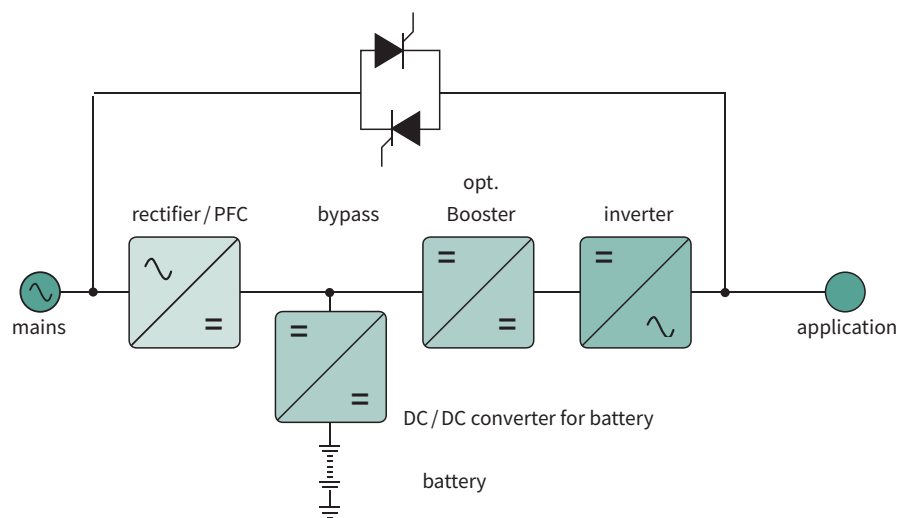 opt.
rectifier / PFC
bypass
Booster
inverter
mains
application
DC / DC converter for battery
battery